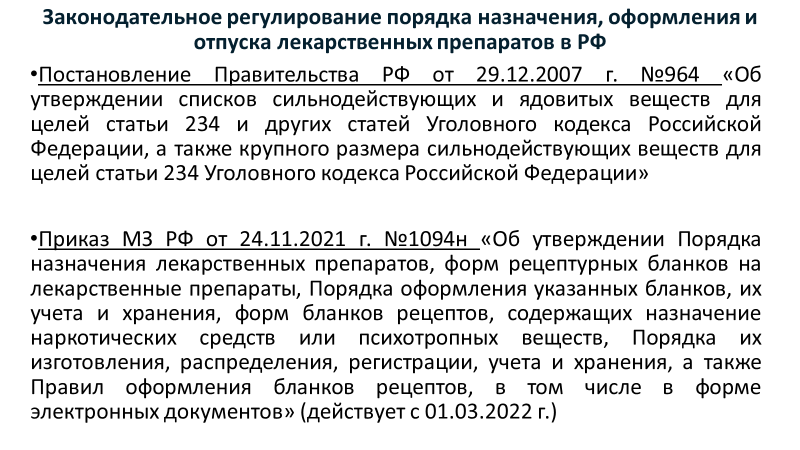 Законодательное регулирование порядка назначения, оформления и
отпуска лекарственных препаратов в РФ
•Постановление Правительства РФ от 29.12.2007 г. №964 «Об
утверждении списков сильнодействующих и ядовитых веществ для
целей статьи 234 и других статей Уголовного кодекса Российской
Федерации, а также крупного размера сильнодействующих веществ для
целей статьи 234 Уголовного кодекса Российской Федерации»
•Приказ МЗ РФ от 24.11.2021 г. №1094н «Об утверждении Порядка
назначения лекарственных препаратов, форм рецептурных бланков на
лекарственные препараты, Порядка оформления указанных бланков, их
учета и хранения, форм бланков рецептов, содержащих назначение
наркотических средств или психотропных веществ, Порядка их
изготовления, распределения, регистрации, учета и хранения, а также
Правил оформления бланков рецептов, в том числе в форме
электронных документов» (действует с 01.03.2022 г.)